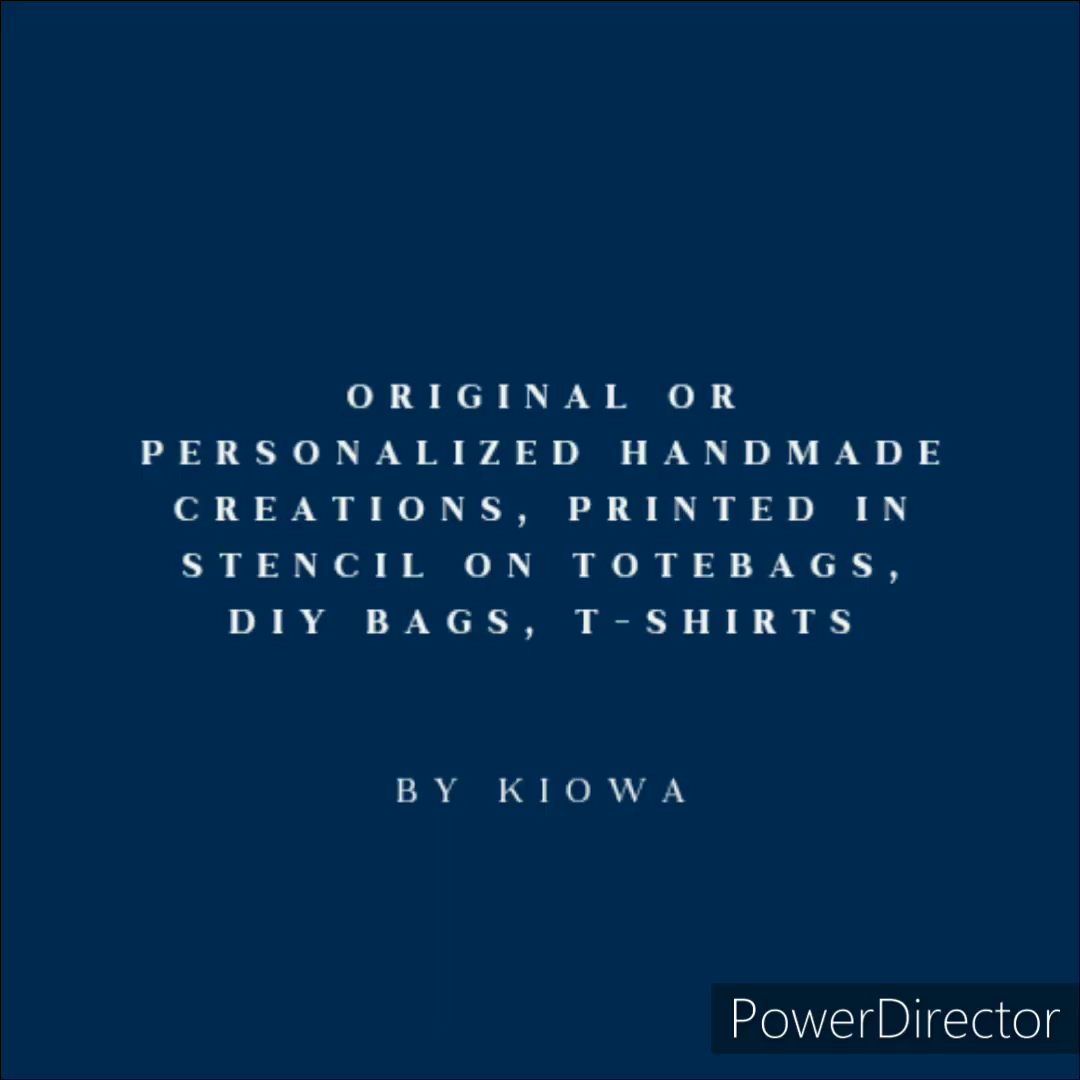 ORIGINAL OR
PERSONALIZED HANDMADE
CREATIONS, PRINTED IN
STENCIL ON TOTEBAGS,
DIY BAGS, T-SHIRTS
BY KIOWA
PowerDirector